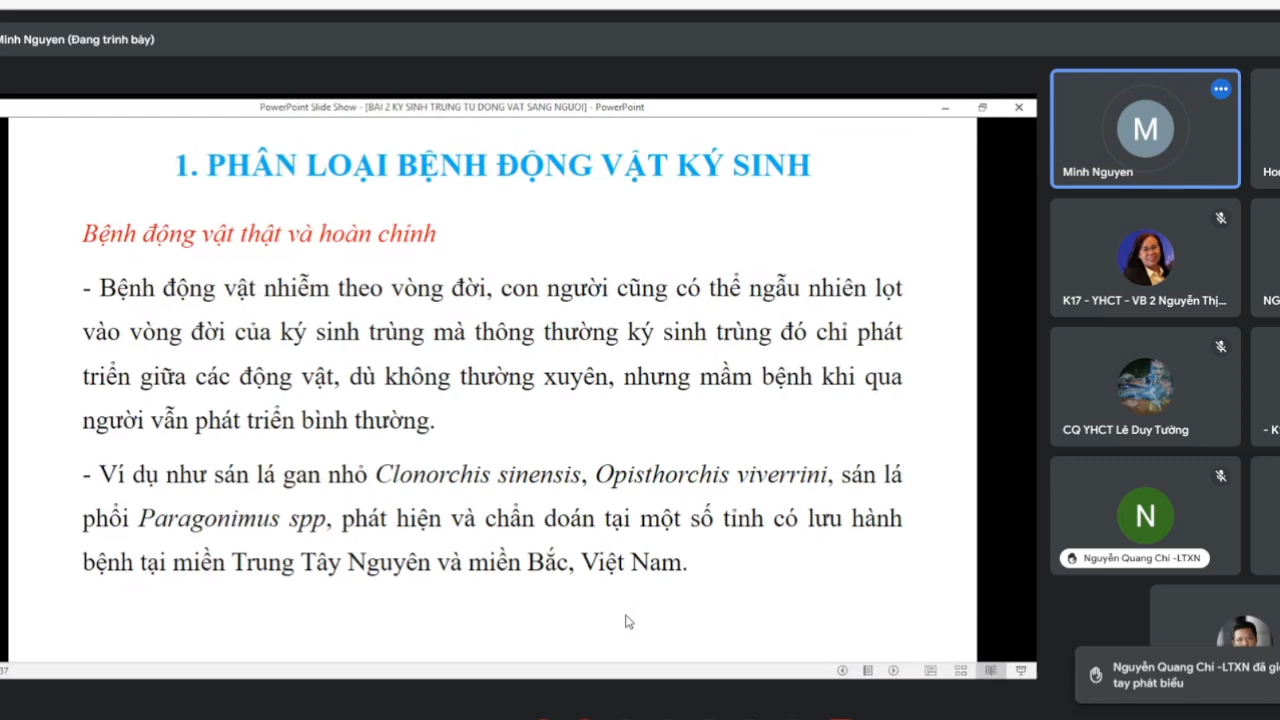 Minh Nguyen (Đang trình bày)
PowerPoint Slide Show - [BAI 2 KY SINH TRUNG TU DONG VAT SANG NGUOI] - PowerPoint
1. PHÂN LOẠI BỆNH ĐỘNG VẬT KÝ SINH
Bệnh động vật thật và hoàn chỉnh
- Bệnh động vật nhiễm theo vòng đời, con người cũng có thể ngẫu nhiên lọt
vào vòng đời của ký sinh trùng mà thông thường ký sinh trùng đó chỉ phát
triển giữa các động vật, dù không thường xuyên, nhưng mầm bệnh khi qua
người vẫn phát triển bình thường.
- Ví dụ như sán lá gan nhỏ Clonorchis sinensis, Opisthorchis viverrini, sán lá
phổi Paragonimus spp, phát hiện và chẩn doán tại một số tỉnh có lưu hành
bệnh tại miền Trung Tây Nguyên và miền Bắc, Việt Nam.
M
Minh Nguyen
K17 - YHCT - VB 2 Nguyễn Thị...
CQ YHCT Lê Duy Tường
N
Nguyễn Quang Chí -LTXN
Nguyễn Quang Chí -LTXN đã
tay phát biểu